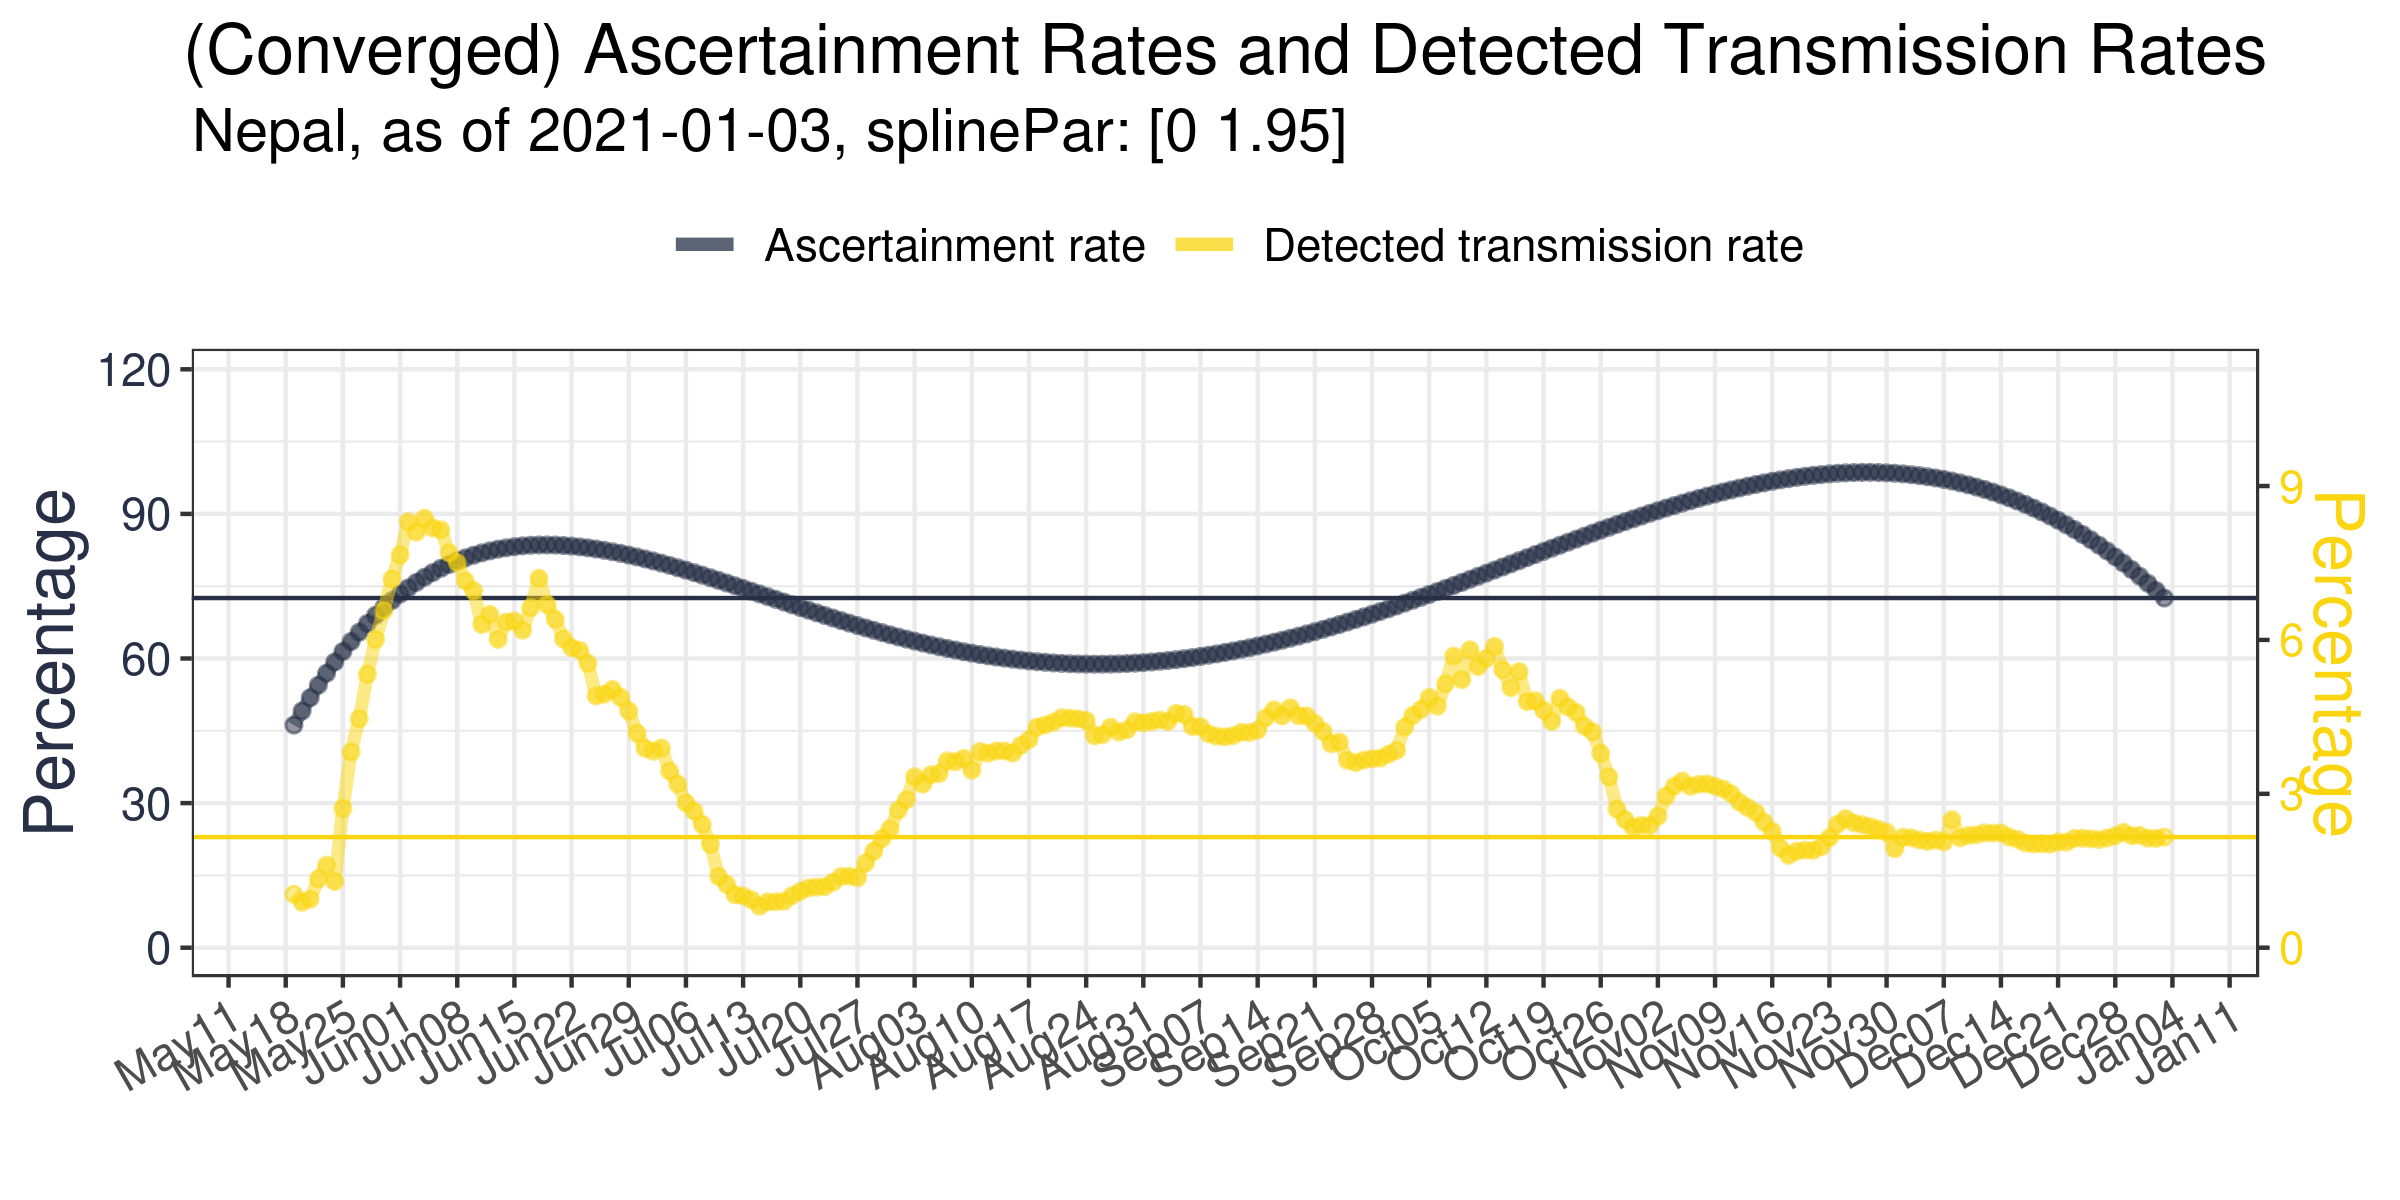 (Converged) Ascertainment Rates and Detected Transmission Rates
Nepal, as of 2021-01-03, splinePar: [0 1.95]
Ascertainment rate
Detected transmission rate
Percentage
120
90
60
30
0
9
6
3
0
Percentage
May11
May18
May25
Jun01
Jun08
Jun15
Jun22
Jun29
Jul06
Jul13
Jul20
Jul27
Aug03
Aug10
Aug17
Aug24
Aug31
Sep07
Sep14
Sep21
Sep28
Oct05
Oct12
Oct19
Oct26
Nov02
Nov09
Nov16
Nov23
Nov30
Dec07
Dec14
Dec21
Dec28
Jan04
Jan11